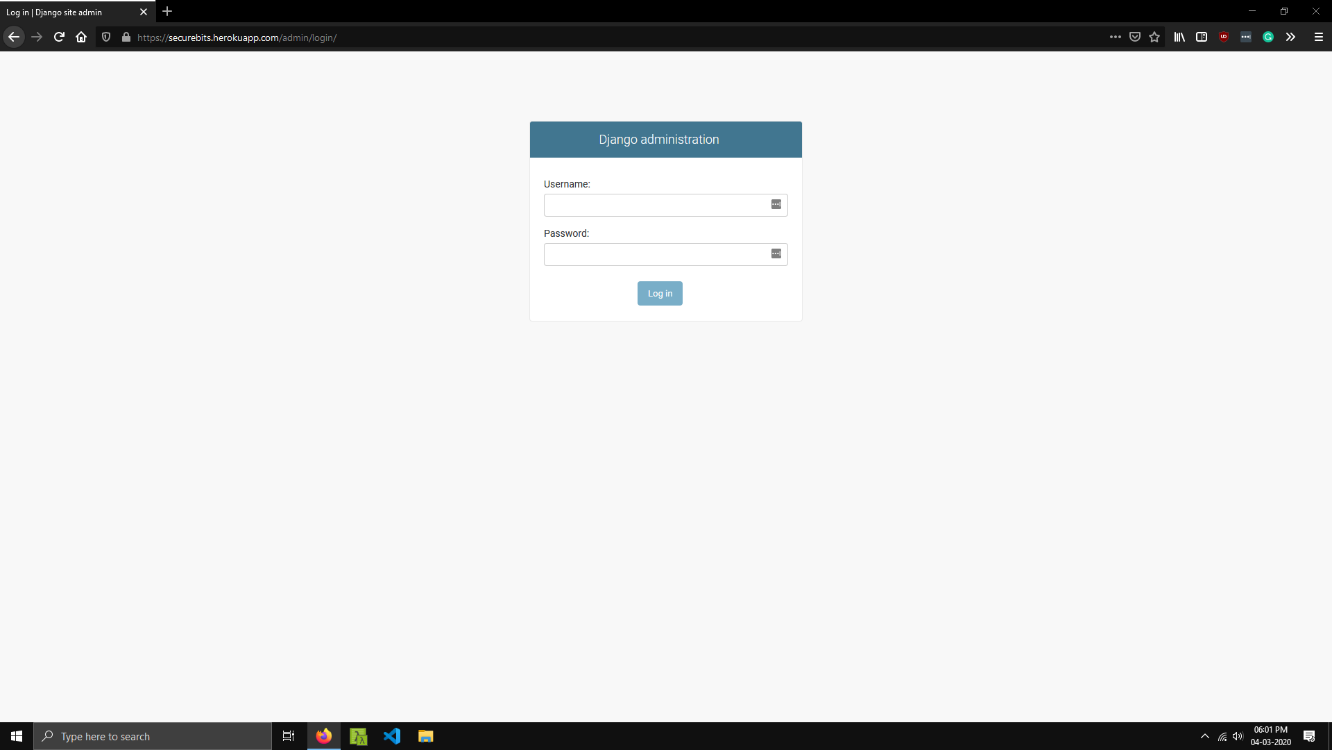 Log in | Django site admin
https://securebits.herokuapp.com/admin/login/
Django administration
Username:
Password:
Log in
Type here to search
06:01 PM
04-03-2020